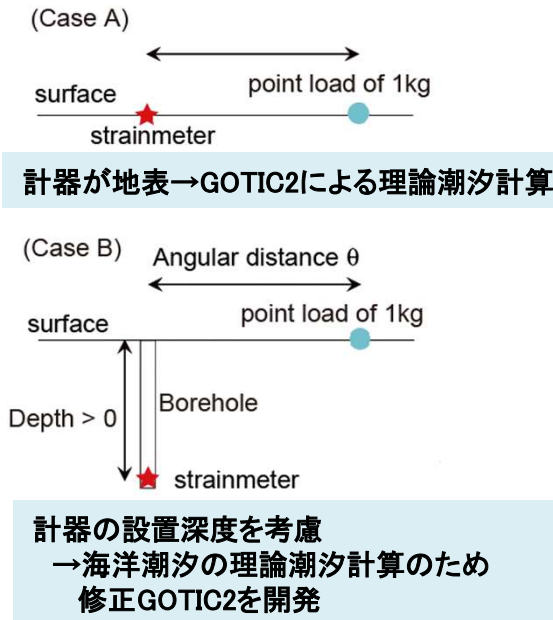 (Case A)
point load of 1kg
surface
strainmeter
計器が地表→GOTIC2による理論潮汐計算
(Case B)
Angular distance θ
point load of 1kg
surface
Borehole
Depth > 0
strainmeter
計器の設置深度を考慮
→海洋潮汐の理論潮汐計算のため
修正GOTIC2を開発